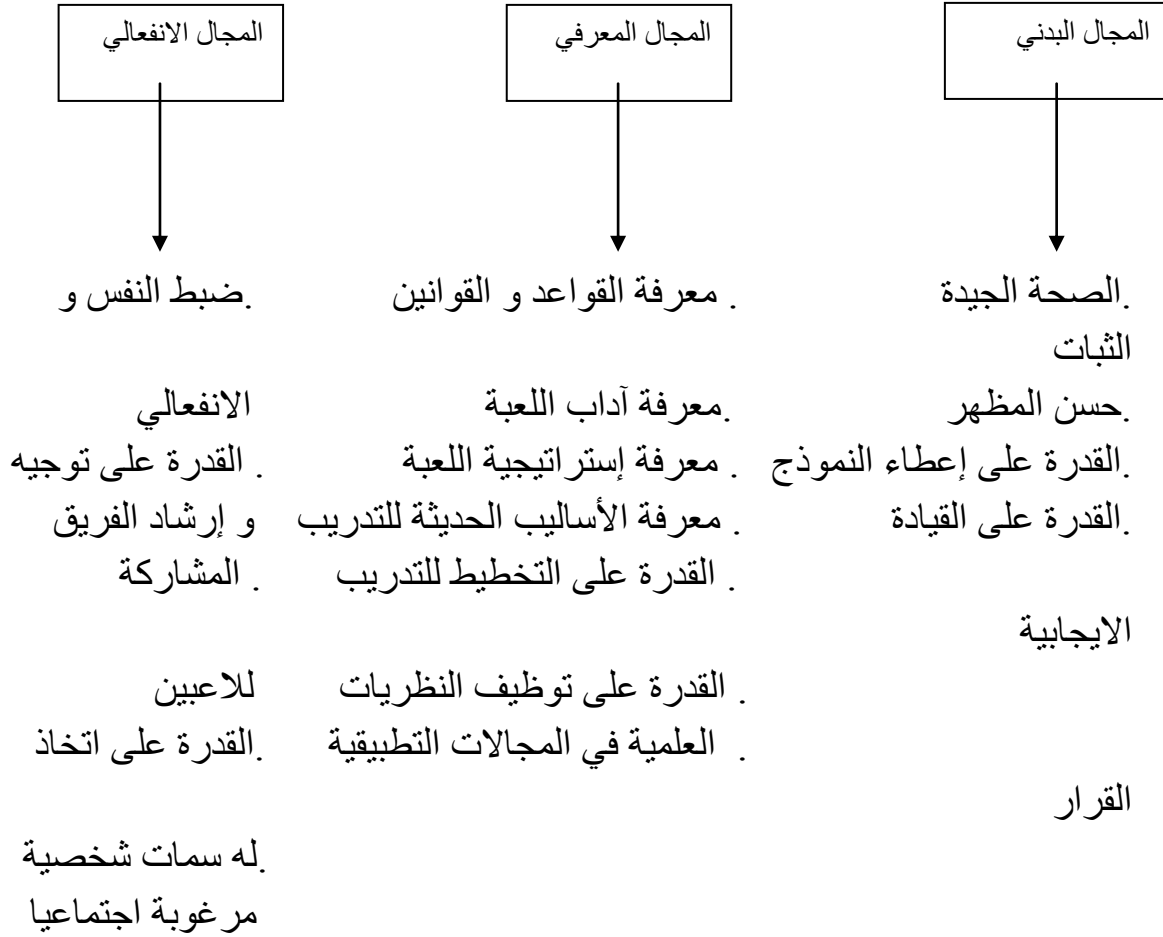 المجال البدني
المجال المعرفي
المجال الانفعالي
.الصحة الجيدة . معرفة القواعد و القوانين .ضبط النفس و
الثبات
.حسن المظهر .معرفة آداب اللعبة الانفعالي
.القدرة على إعطاء النموذج . معرفة إستراتيجية اللعبة . القدرة على توجيه
.القدرة على القيادة . معرفة الأساليب الحديثة للتدريب و إرشاد الفريق
. القدرة على التخطيط للتدريب . المشاركة
الايجابية
. القدرة على توظيف النظريات للاعبين
. العلمية في المجالات التطبيقية .القدرة على اتخاذ
القرار
.له سمات شخصية
مرغوبة اجتماعيا